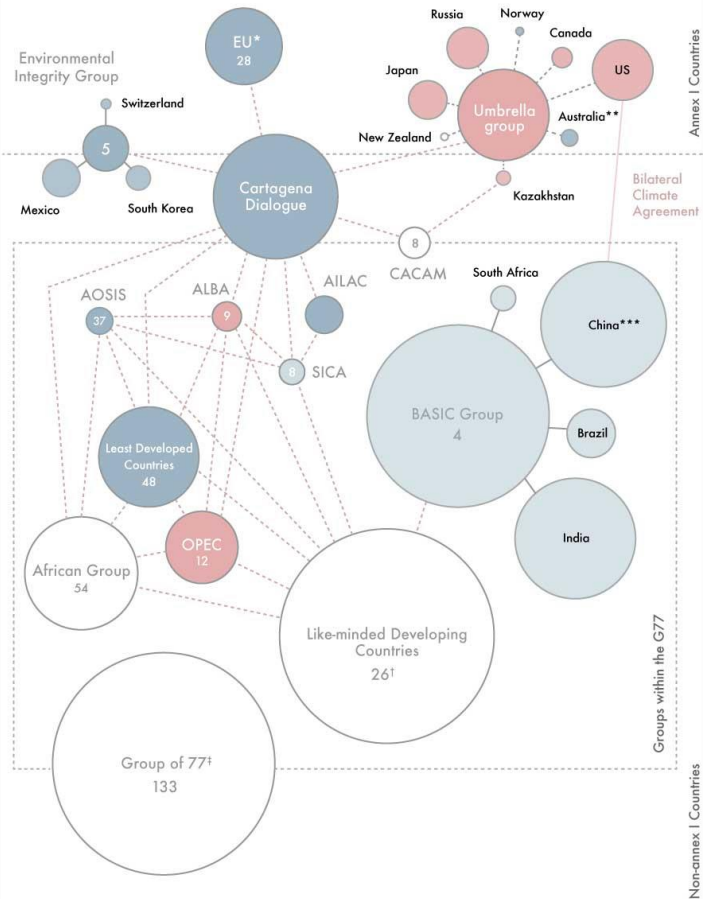 Russia
Norway
Canada
EU*
28
Environmental
Integrity Group
Japan
US
Switzerland
Umbrella
group
Australia**
New Zealand
5
Annex I Countries
Mexico
South Korea
Cartagena
Dialogue
Kazakhstan
Bilateral
Climate
Agreement
8
CACAM
AOSIS
37
ALBA
9
AILAC
South Africa
China***
8
SICA
BASIC Group
4
Brazil
Least Developed
Countries
48
India
OPEC
12
African Group
54
Like-minded Developing
Countries
26†
Groups within the G77
Group of 77‡
133
Non-annex I Countries